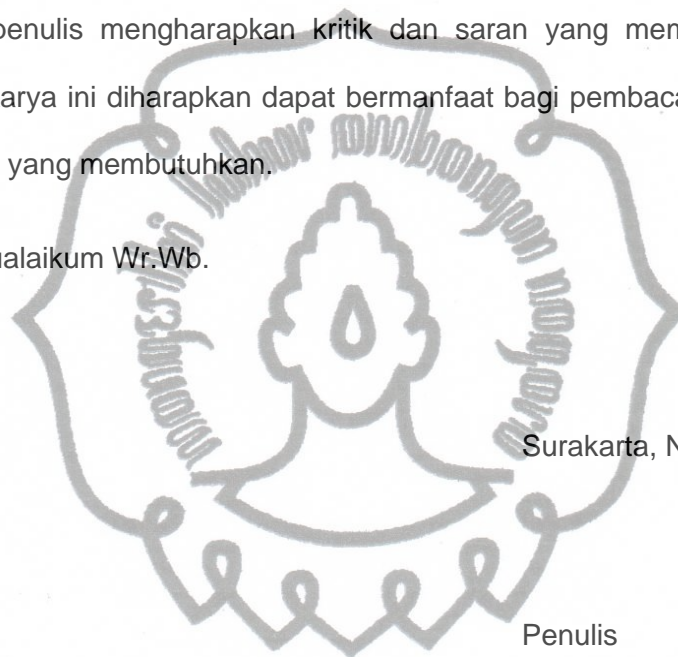 penulis mengharapkan kritik dan saran yang mem
arya ini diharapkan dapat bermanfaat bagi pembaca
yang membutuhkan.
ualaikum Wr.Wb.
Surakarta, N
Penulis